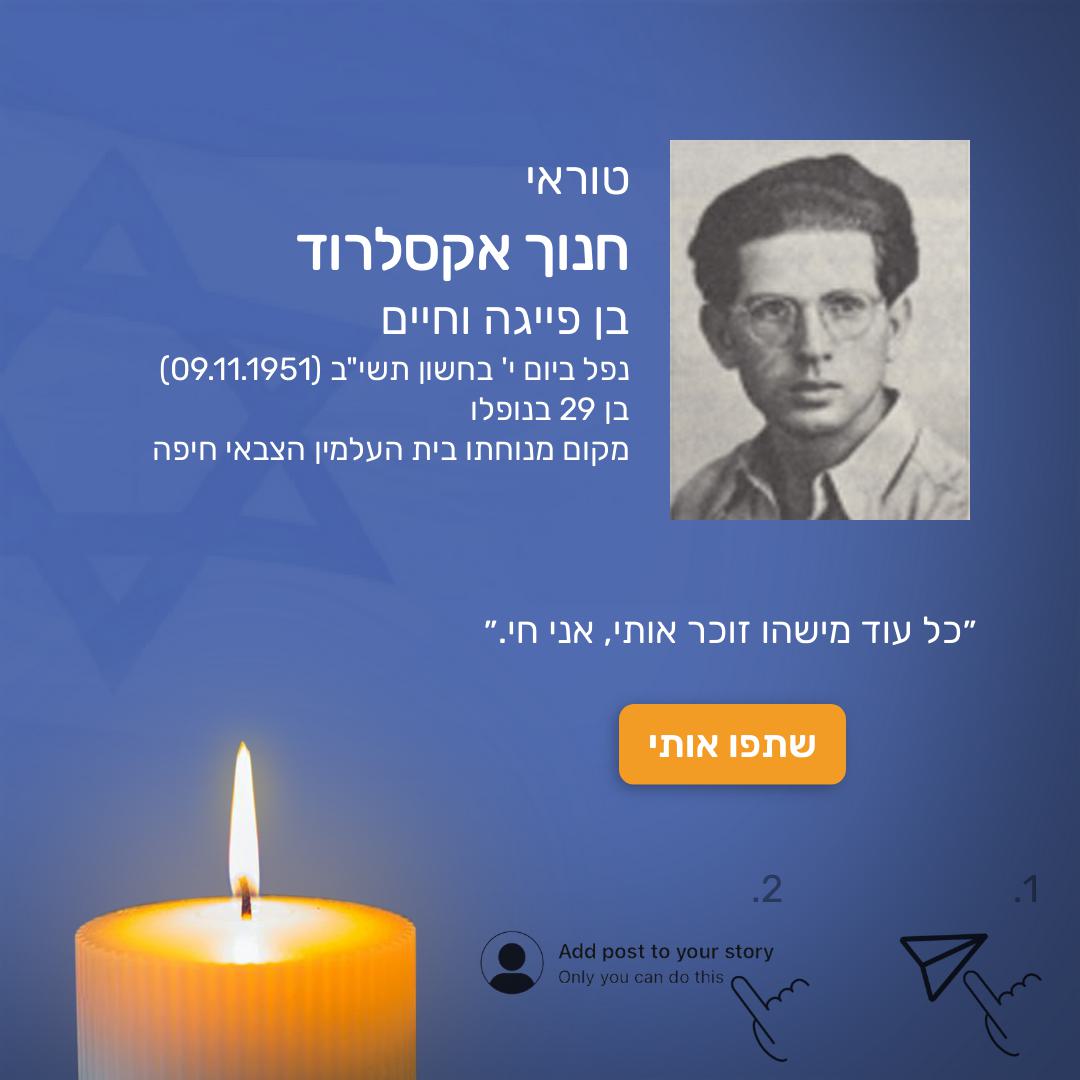 טוראי
חנוך אקסלרוד
בן פייגה וחיים
נפל ביום י' בחשון תשי"ב (09.11.1951)
בן 29 בנופלו
מקום מנוחתו בית העלמין הצבאי חיפה
״כל עוד מישהו זוכר אותי, אני חי.״
שתפו אותי
.1
.2
Add post to your story
Only you can do this